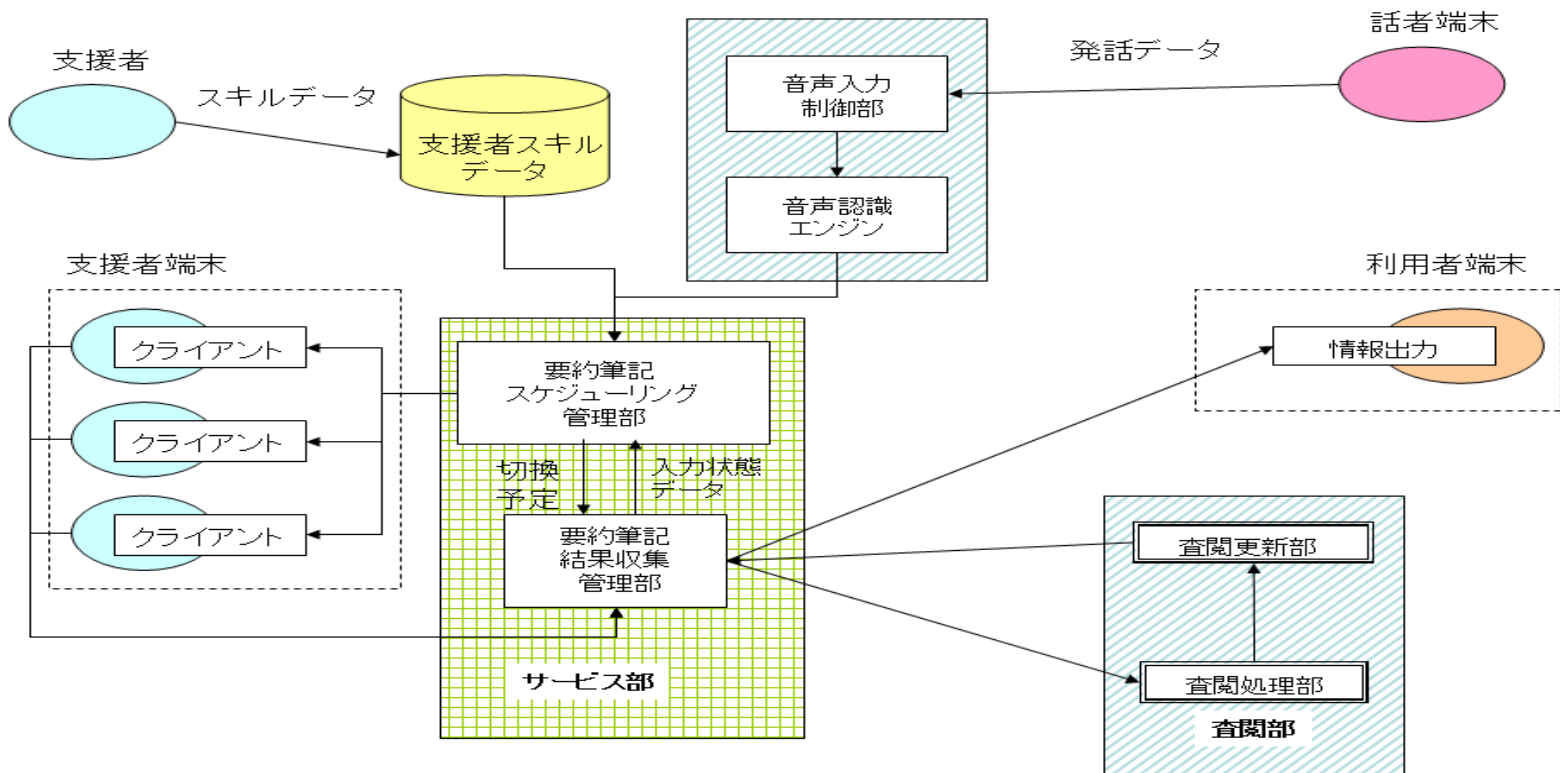 支援者
スキルデータ
支援者スキル
データ
音声入力
制御部
音声認識
エンジン
発話データ
話者端末
支援者端末
クライアント
クライアント
クライアント
要約筆記
スケジューリング
管理部
切換
予定
入力状態
データ
要約筆記
結果収集
管理部
サービス部
利用者端末
情報出力
査閲更新部
査閲処理部
査閲部